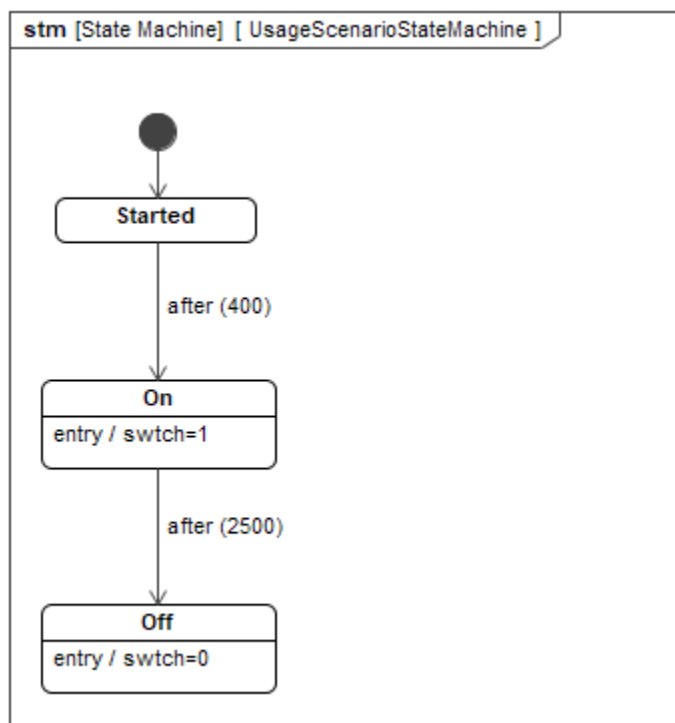 stm [State Machine] [ UsageScenarioStateMachine ]
Started
after (400)
On
entry / swtch=1
after (2500)
Off
entry / swtch=0